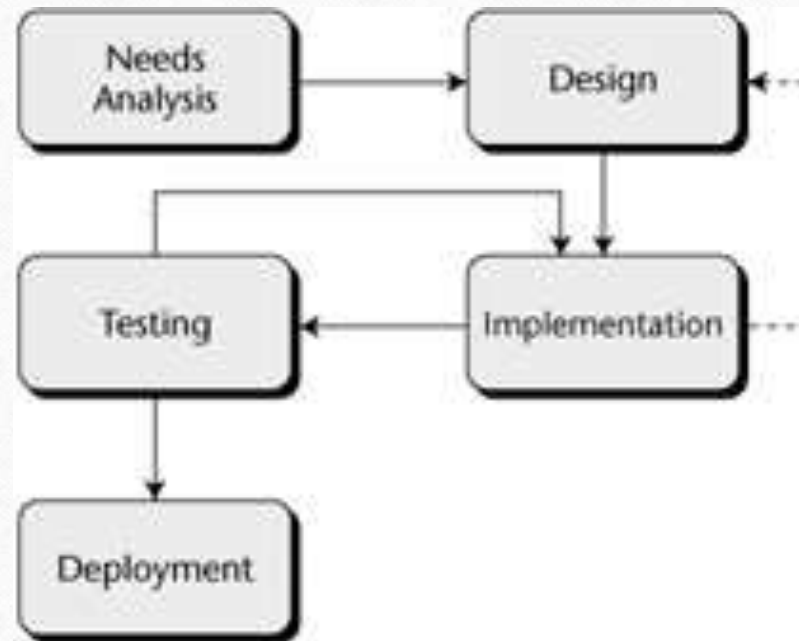 Needs
Analysis
Design
Testing
Implementation
Deployment